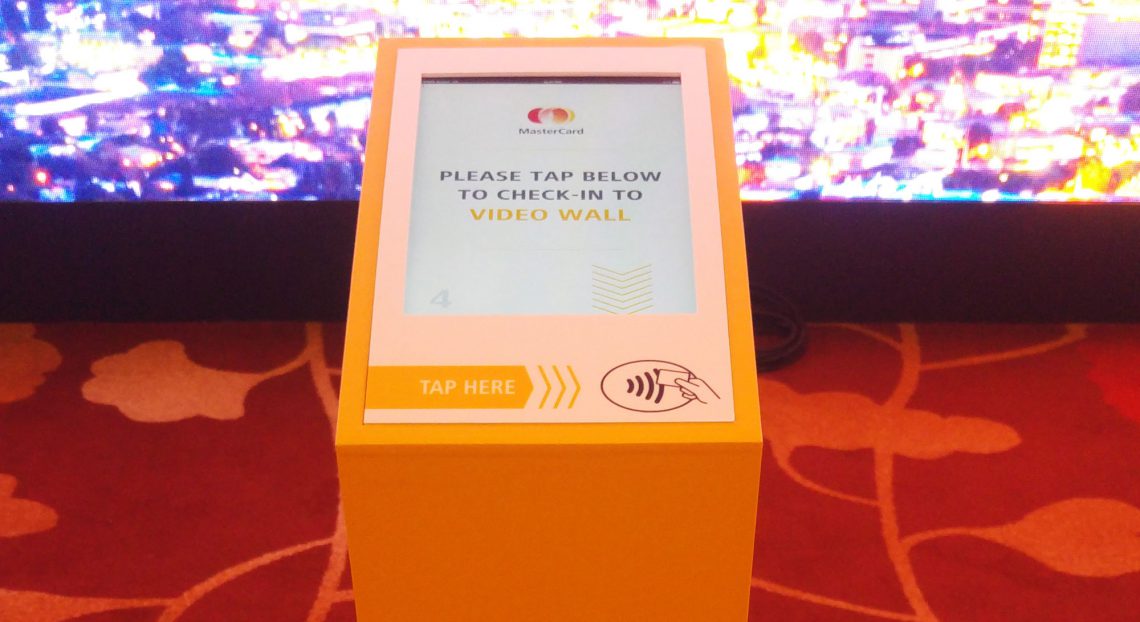 MasterCard
PLEASE TAP BELOW
TO CHECK-IN TO
VIDEO WALL
4
TAP HERE